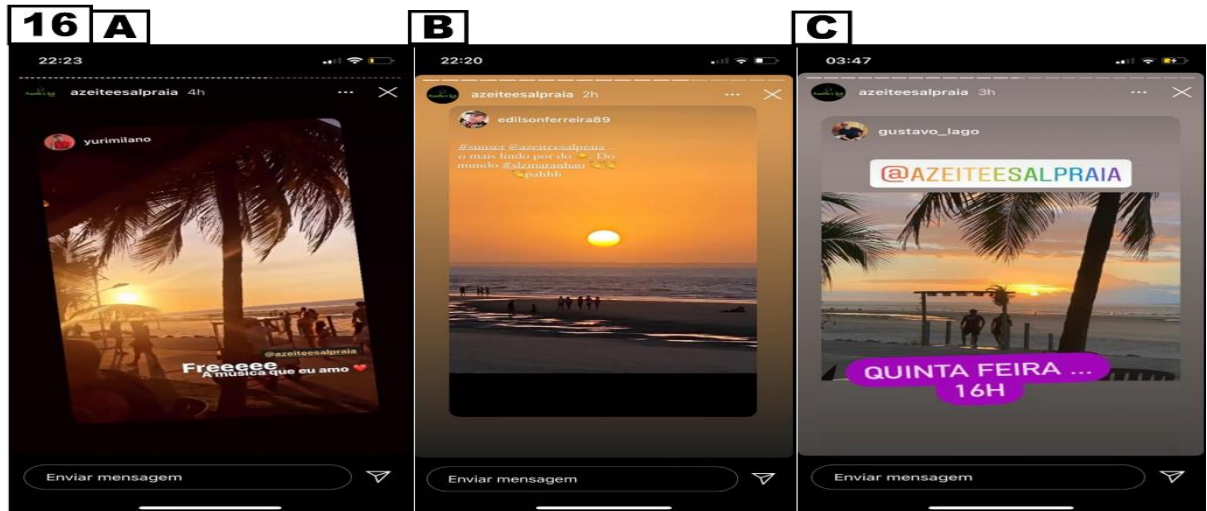 16 A
22:23
azeiteesalpraia 4h
yurimilano
@azeiteesalpraia
Freeeee
A música que eu amo
Enviar mensagem
B
22:20
azeiteesalpraia 2h
edilsonferreira89
#sunset @azeiteesalpraia ...
o mais lindo por do . Do
mundo #slzmaranhao
pahhh
Enviar mensagem
C
03:47
azeiteesalpraia 3h
gustavo_lago
@AZEITEESALPRAIA
QUINTA FEIRA ...
16H
Enviar mensagem